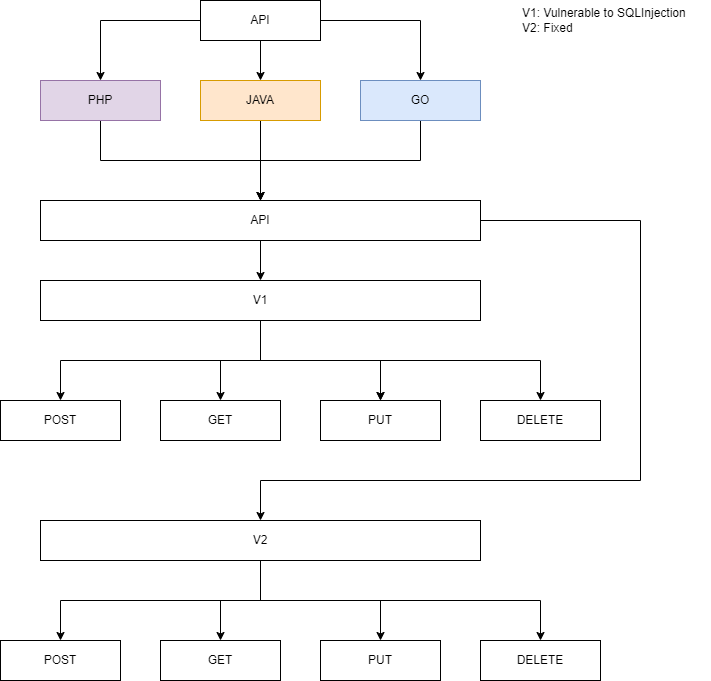 API
V1: Vulnerable to SQLInjection
V2: Fixed
PHP
JAVA
GO
API
V1
POST
GET
PUT
DELETE
V2
POST
GET
PUT
DELETE